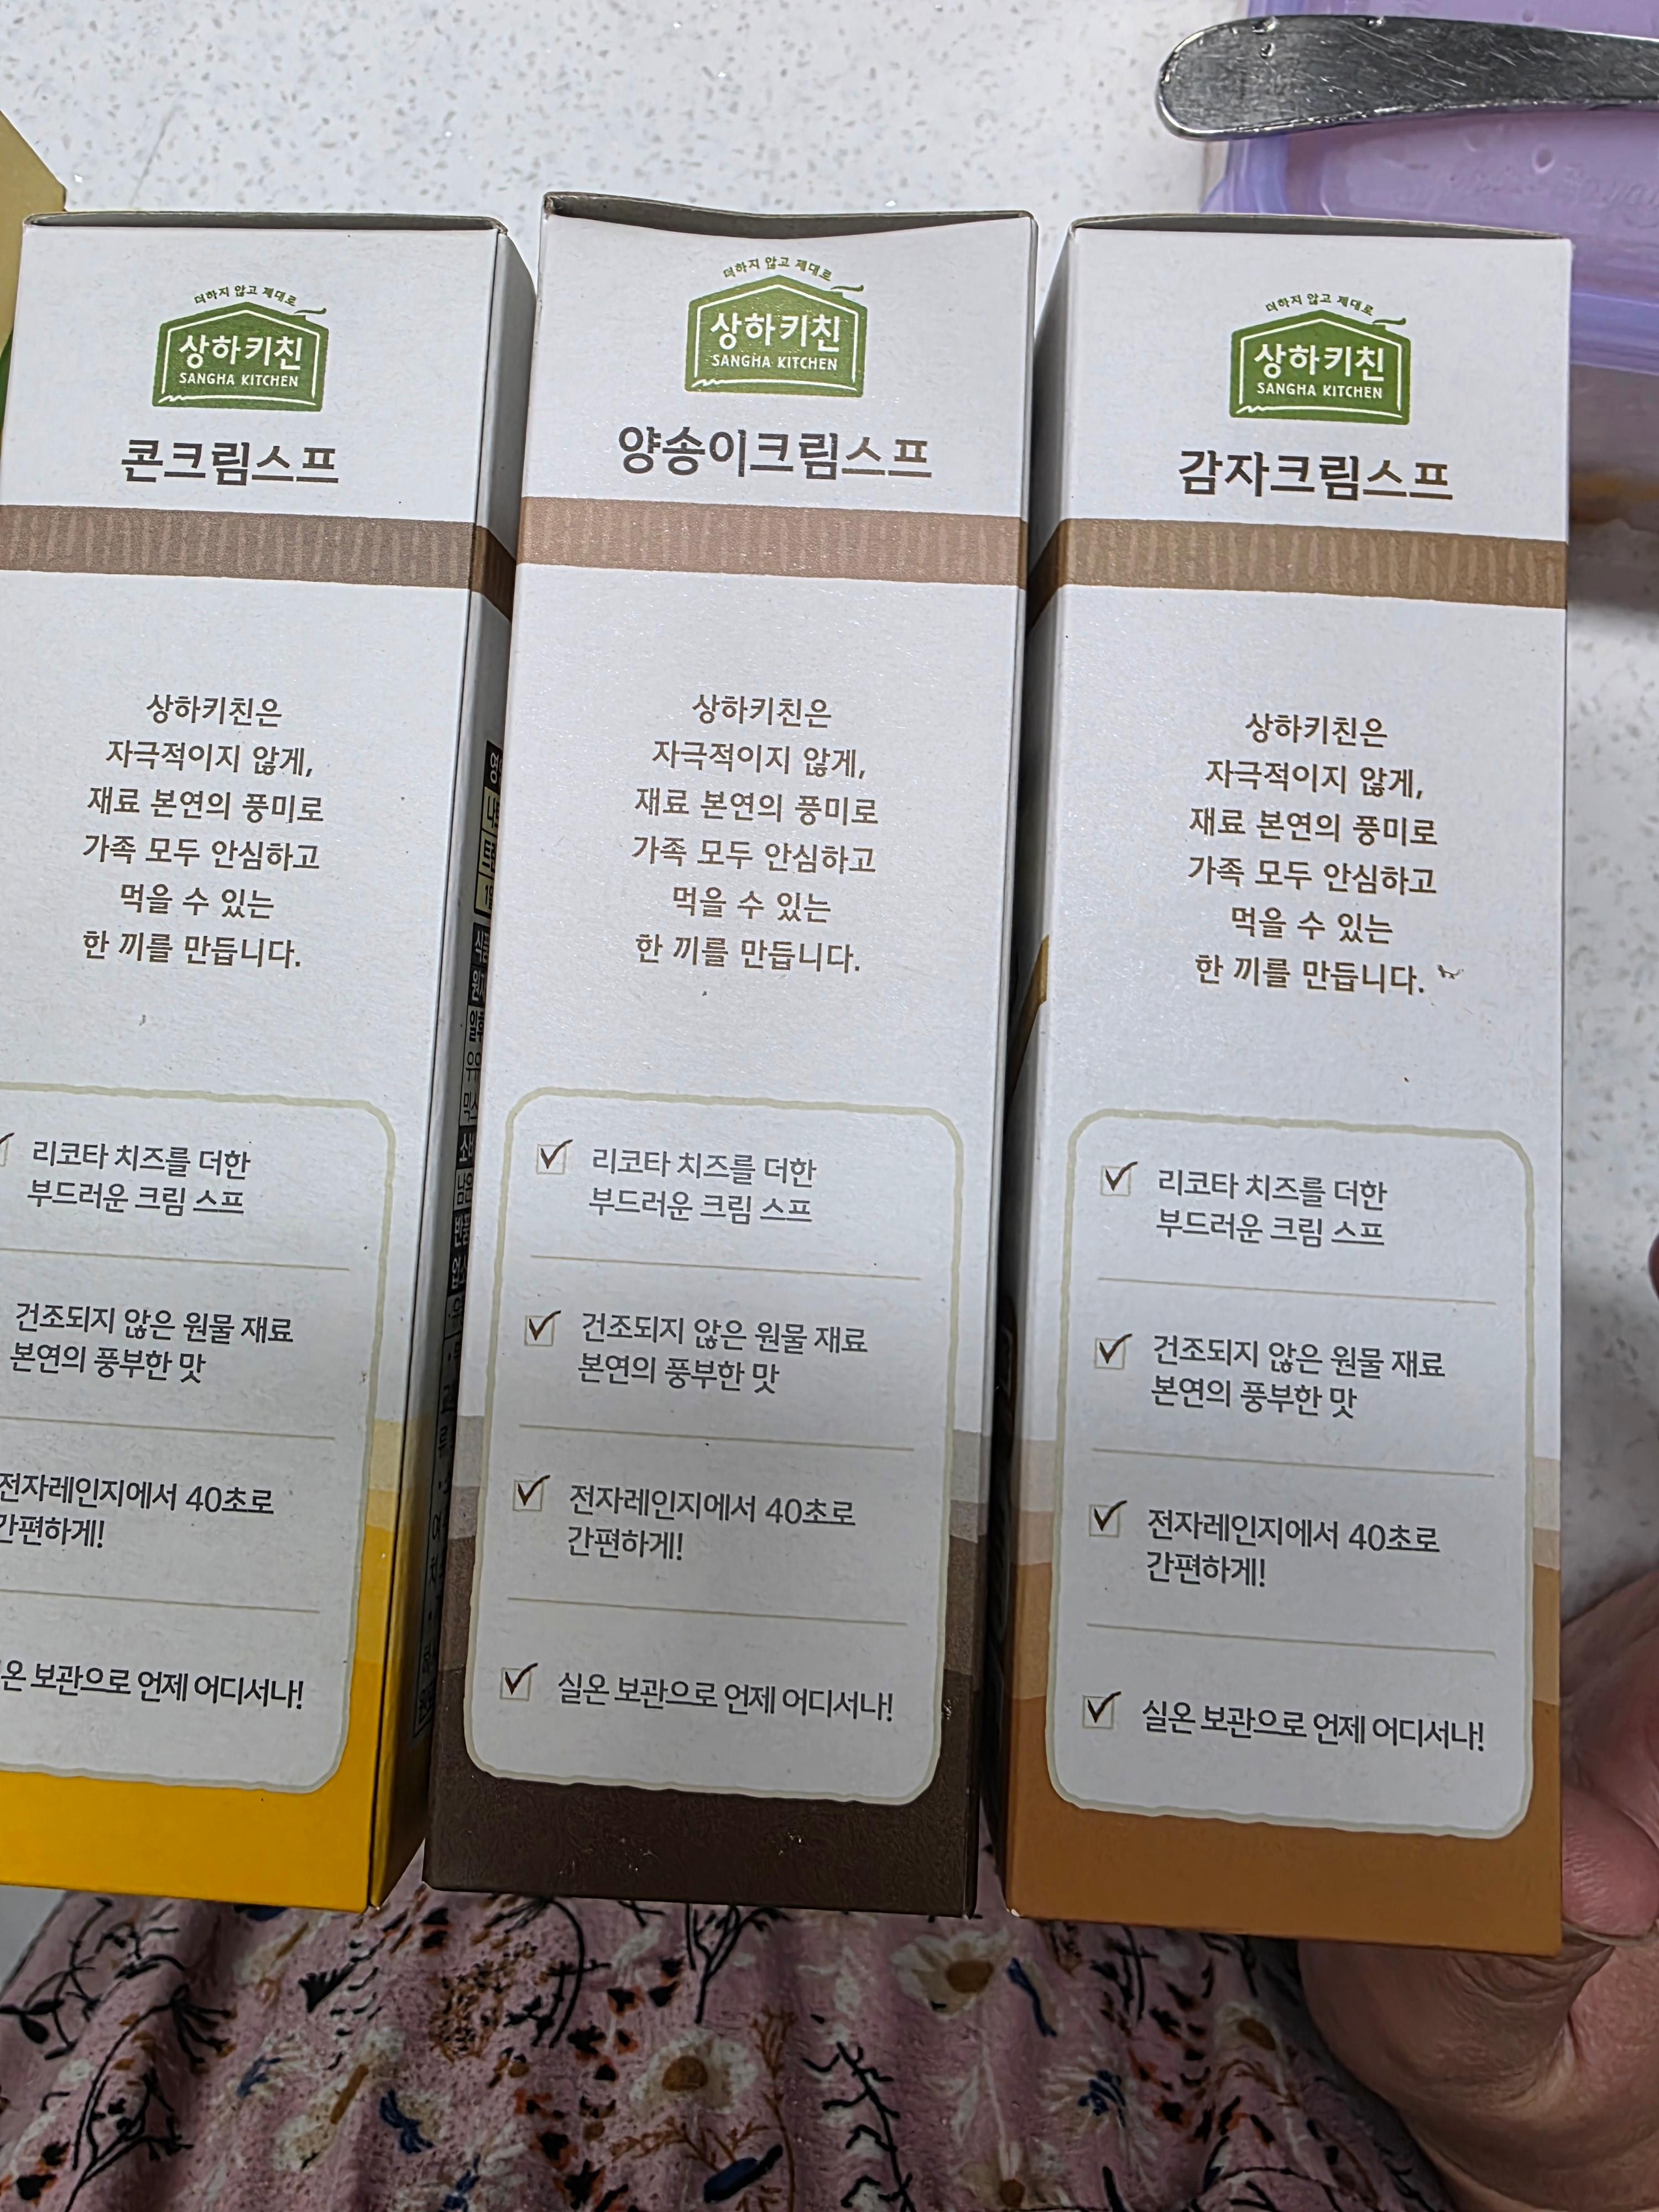 더하지 않고 제대로
상하키친
SANGHA KITCHEN
콘크림스프
상하키친은
자극적이지 않게,
재료 본연의 풍미로
가족 모두 안심하고
먹을 수 있는
한 끼를 만듭니다.
리코타 치즈를 더한
부드러운 크림 스프
건조되지 않은 원물 재료
본연의 풍부한 맛
전자레인지에서 40초로
간편하게!
온 보관으로 언제 어디서나!
더하지 않고 제대로
상하키친
SANGHA KITCHEN
양송이크림스프
상하키친은
자극적이지 않게,
재료 본연의 풍미로
가족 모두 안심하고
먹을 수 있는
한 끼를 만듭니다.
리코타 치즈를 더한
부드러운 크림 스프
건조되지 않은 원물 재료
본연의 풍부한 맛
전자레인지에서 40초로
간편하게!
실온 보관으로 언제 어디서나!
더하지 않고 제대로
상하키친
SANGHA KITCHEN
감자크림스프
상하키친은
자극적이지 않게,
재료 본연의 풍미로
가족 모두 안심하고
먹을 수 있는
한 끼를 만듭니다.
리코타 치즈를 더한
부드러운 크림 스프
건조되지 않은 원물 재료
본연의 풍부한 맛
전자레인지에서 40초로
간편하게!
실온 보관으로 언제 어디서나!